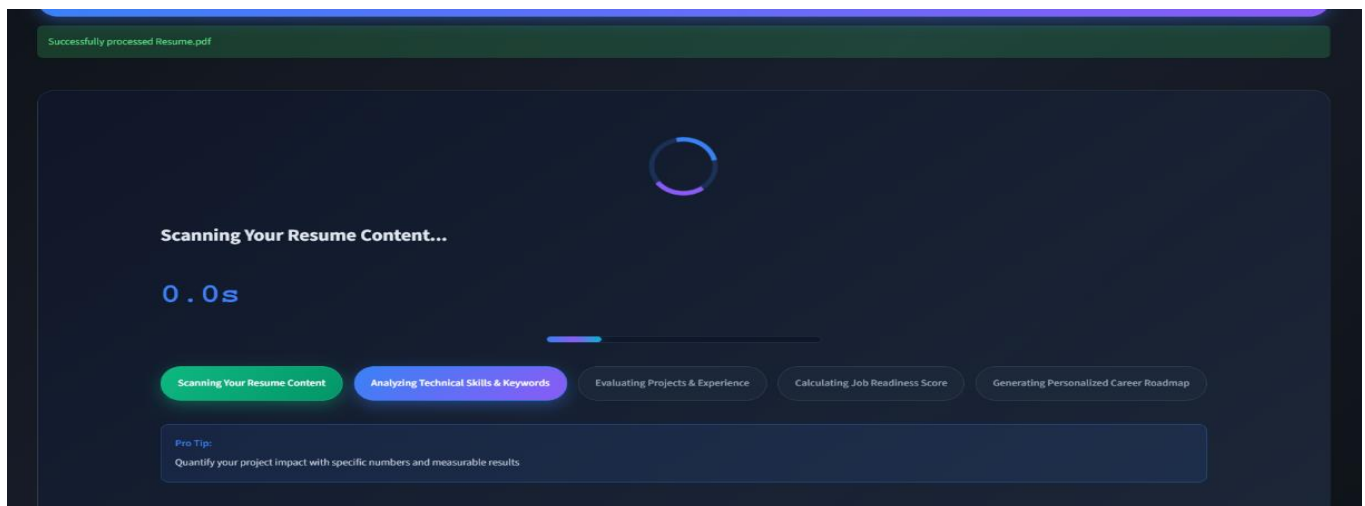 Successfully processed Resume.pdf
Scanning Your Resume Content...
0.0s
Scanning Your Resume Content
Analyzing Technical Skills & Keywords
Evaluating Projects & Experience
Calculating Job Readiness Score
Generating Personalized Career Roadmap
Pro Tip:
Quantify your project impact with specific numbers and measurable results